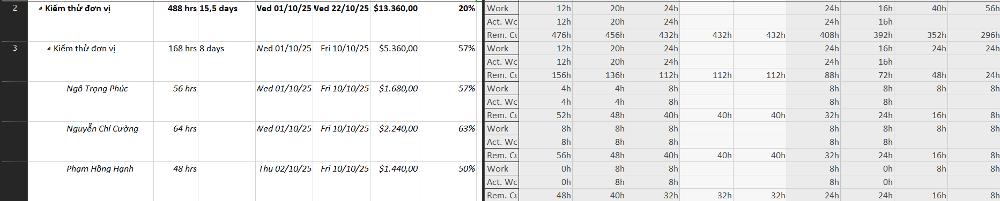 2 Kiểm thử đơn vị 488 hrs 15,5 days Wed 01/10/25 Wed 22/10/25 $13.360,00 20% Work 12h 20h 24h 24h 16h 40h 56h
Act. Wc 12h 20h 24h 24h 16h
Rem. Cu 476h 456h 432h 432h 432h 408h 392h 352h 296h
3 Kiểm thử đơn vị 168 hrs 8 days Wed 01/10/25 Fri 10/10/25 $5.360,00 57% Work 12h 20h 24h 24h 16h 24h 24h
Act. Wc 12h 20h 24h 24h 16h
Rem. Cu 156h 136h 112h 112h 112h 88h 72h 48h 24h
Ngô Trọng Phúc 56 hrs Wed 01/10/25 Fri 10/10/25 $1.680,00 57% Work 4h 4h 8h 8h 8h 8h 8h
Act. Wc 4h 4h 8h 8h 8h
Rem. Cu 52h 48h 40h 40h 40h 32h 24h 16h 8h
Nguyễn Chí Cường 64 hrs Wed 01/10/25 Fri 10/10/25 $2.240,00 63% Work 8h 8h 8h 8h 8h 8h 8h
Act. Wc 8h 8h 8h 8h 8h
Rem. Cu 56h 48h 40h 40h 40h 32h 24h 16h 8h
Phạm Hồng Hạnh 48 hrs Thu 02/10/25 Fri 10/10/25 $1.440,00 50% Work 0h 8h 8h 8h 0h 8h 8h
Act. Wc 0h 8h 8h 8h 0h
Rem. Cu 48h 40h 32h 32h 32h 24h 24h 16h 8h